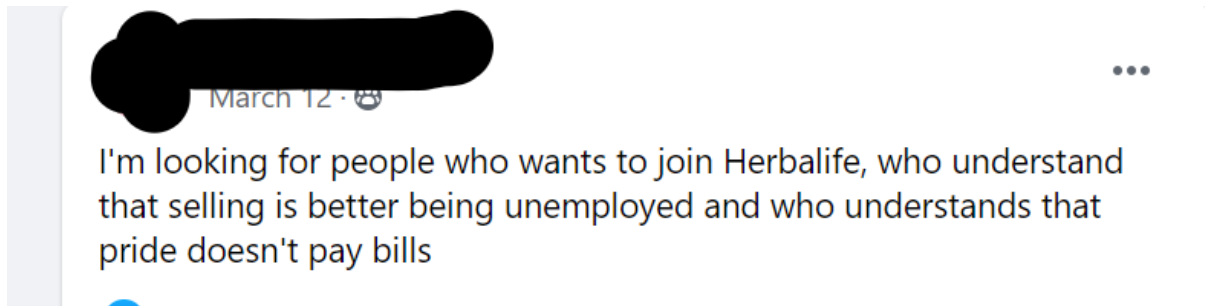 March 12 ·
I'm looking for people who wants to join Herbalife, who understand
that selling is better being unemployed and who understands that
pride doesn't pay bills